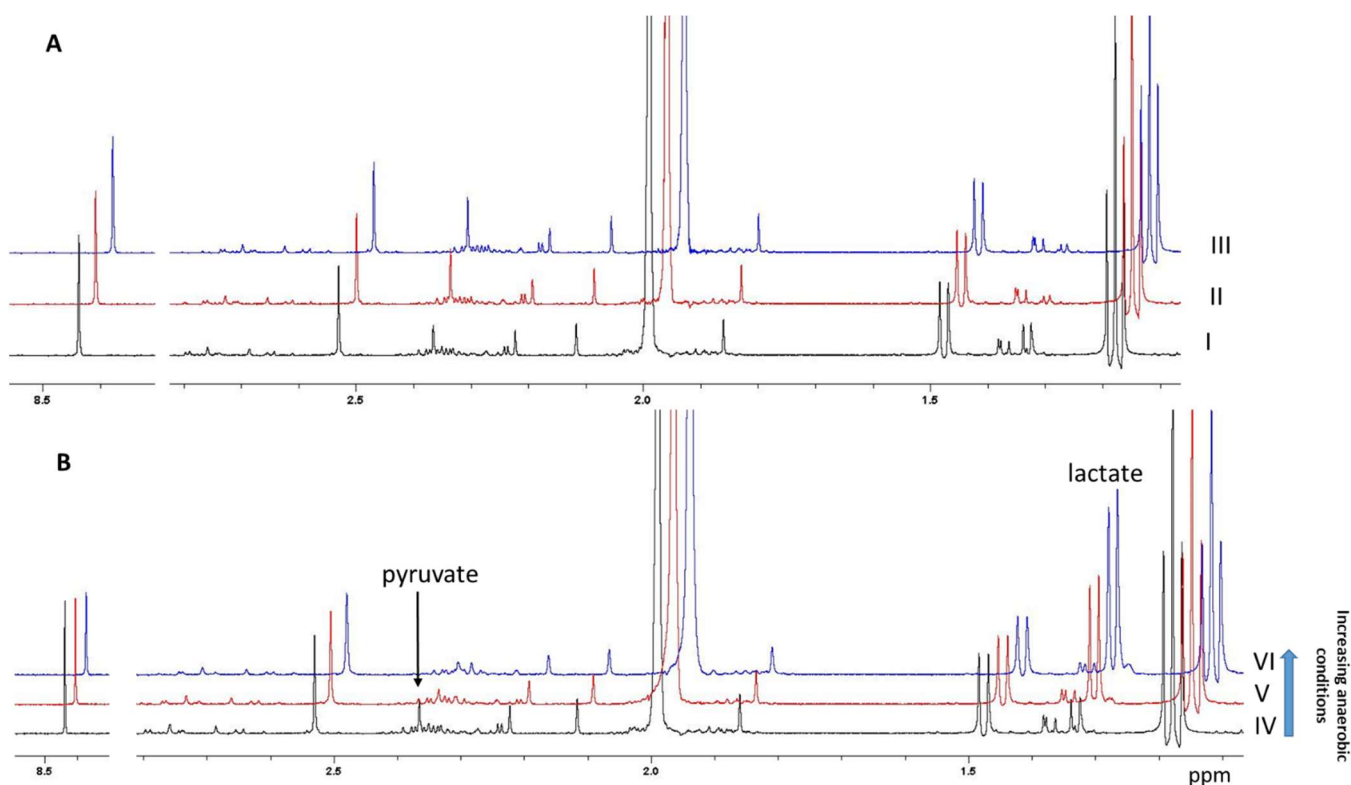 A
III
II
I
8.5 2.5 2.0 1.5
B
lactate
pyruvate
VI
V
IV
Increasing anaerobic
conditions
8.5 2.5 2.0 1.5 ppm